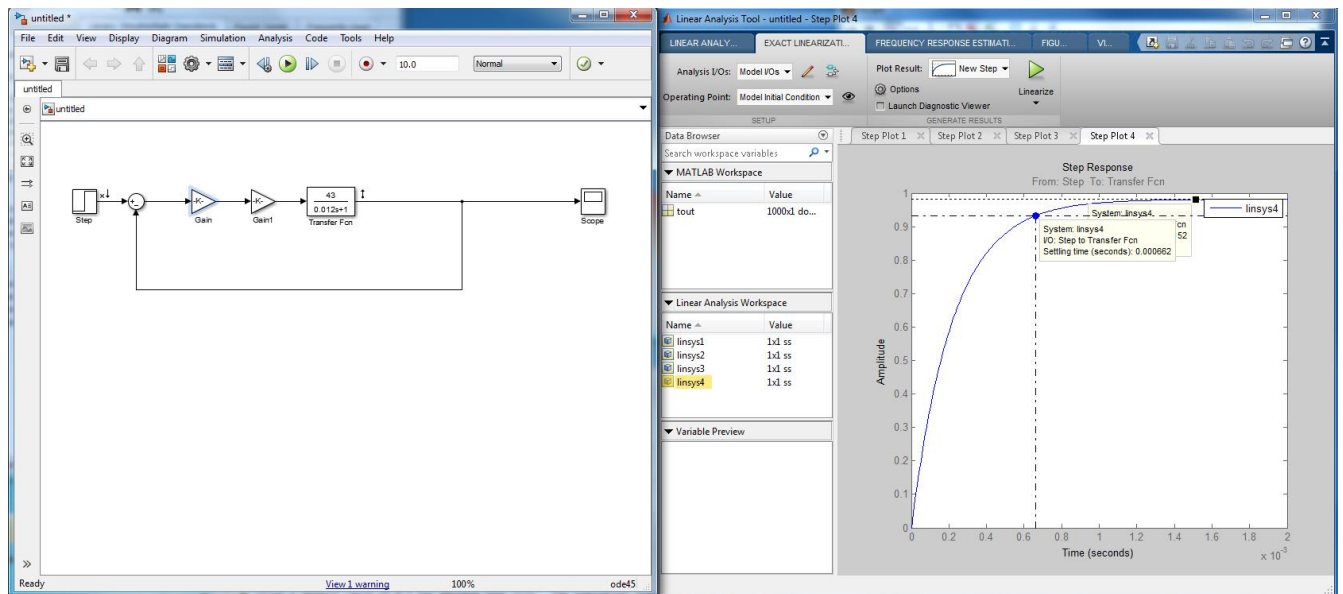 untitled *
File Edit View Display Diagram Simulation Analysis Code Tools Help
10.0 Normal
untitled
untitled
Step
-K-
Gain
-K-
Gain1
43
0.012s+1
Transfer Fcn
Scope
Ready View 1 warning 100% ode45
Linear Analysis Tool - untitled - Step Plot 4
LINEAR ANALY... EXACT LINEARIZATI... FREQUENCY RESPONSE ESTIMATI... FIGU... VI...
Analysis I/Os: Model I/Os
Operating Point: Model Initial Condition
SETUP
Plot Result: New Step
Options
Launch Diagnostic Viewer
Linearize
GENERATE RESULTS
Data Browser
Search workspace variables
MATLAB Workspace
Name Value
tout 1000x1 do...
Linear Analysis Workspace
Name Value
linsys1 1x1 ss
linsys2 1x1 ss
linsys3 1x1 ss
linsys4 1x1 ss
Variable Preview
Step Plot 1 Step Plot 2 Step Plot 3 Step Plot 4
Step Response
From: Step To: Transfer Fcn
linsys4
System: linsys4
cn
52
System: linsys4
I/O: Step to Transfer Fcn
Settling time (seconds): 0.000662
Amplitude
1
0.9
0.8
0.7
0.6
0.5
0.4
0.3
0.2
0.1
0
0 0.2 0.4 0.6 0.8 1 1.2 1.4 1.6 1.8 2
Time (seconds)
x 10-3